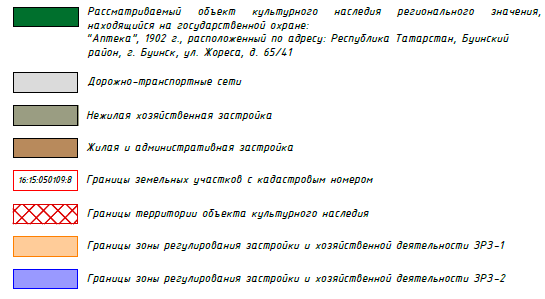 Рассматриваемый объект культурного наследия регионального значения,
находящийся на государственной охране:
"Аптека", 1902 г., расположенный по адресу: Республика Татарстан, Буинский
район, г. Буинск, ул. Жореса, д. 65/41
Дорожно-транспортные сети
Нежилая хозяйственная застройка
Жилая и административная застройка
16:15:050109:8 Границы земельных участков с кадастровым номером
Границы территории объекта культурного наследия
Границы зоны регулирования застройки и хозяйственной деятельности ЗРЗ-1
Границы зоны регулирования застройки и хозяйственной деятельности ЗРЗ-2